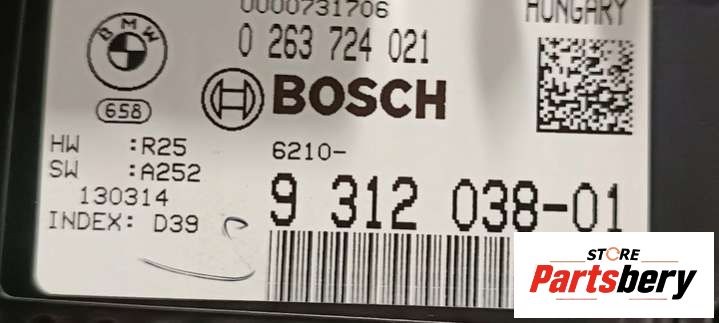 0000731706
HUNGARY
0 263 724 021
BMW
BOSCH
658
HW :R25
SW :A252
130314
INDEX: D39
6210-
9 312 038-01
STORE
Partsbery